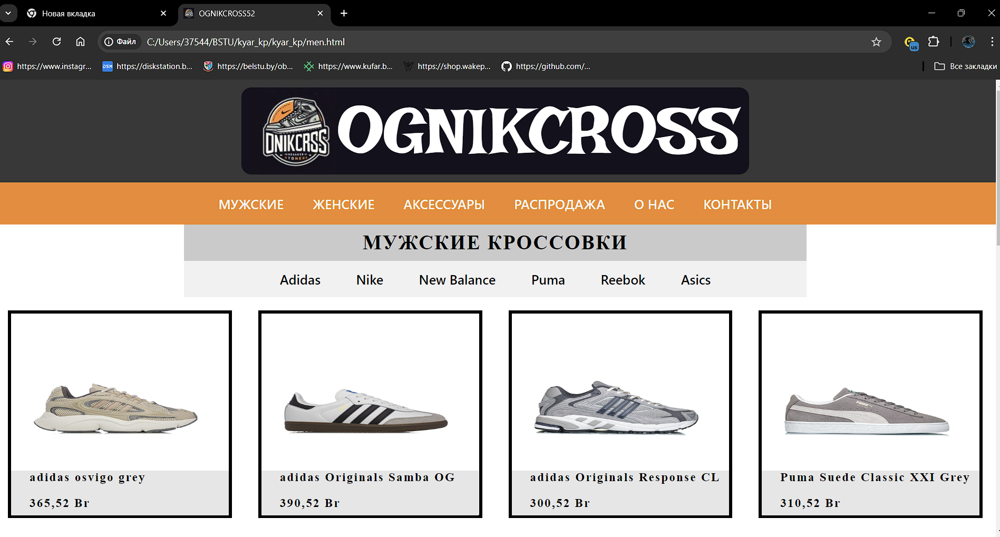 Новая вкладка
OGNIKCROSS52
Файл C:/Users/37544/BSTU/kyar_kp/kyar_kp/men.html
us
https://www.instagr... DSM https://diskstation.b... https://belstu.by/ob... https://www.kufar.b... https://shop.wakep... https://github.com/... Все закладки
ONIKCRSS
OGNIKCROSS
МУЖСКИЕ ЖЕНСКИЕ АКСЕССУАРЫ РАСПРОДАЖА О НАС КОНТАКТЫ
МУЖСКИЕ КРОССОВКИ
Adidas Nike New Balance Puma Reebok Asics
adidas osvigo grey
365,52 Br
adidas Originals Samba OG
390,52 Br
adidas Originals Response CL
300,52 Br
Puma Suede Classic XXI Grey
310,52 Br